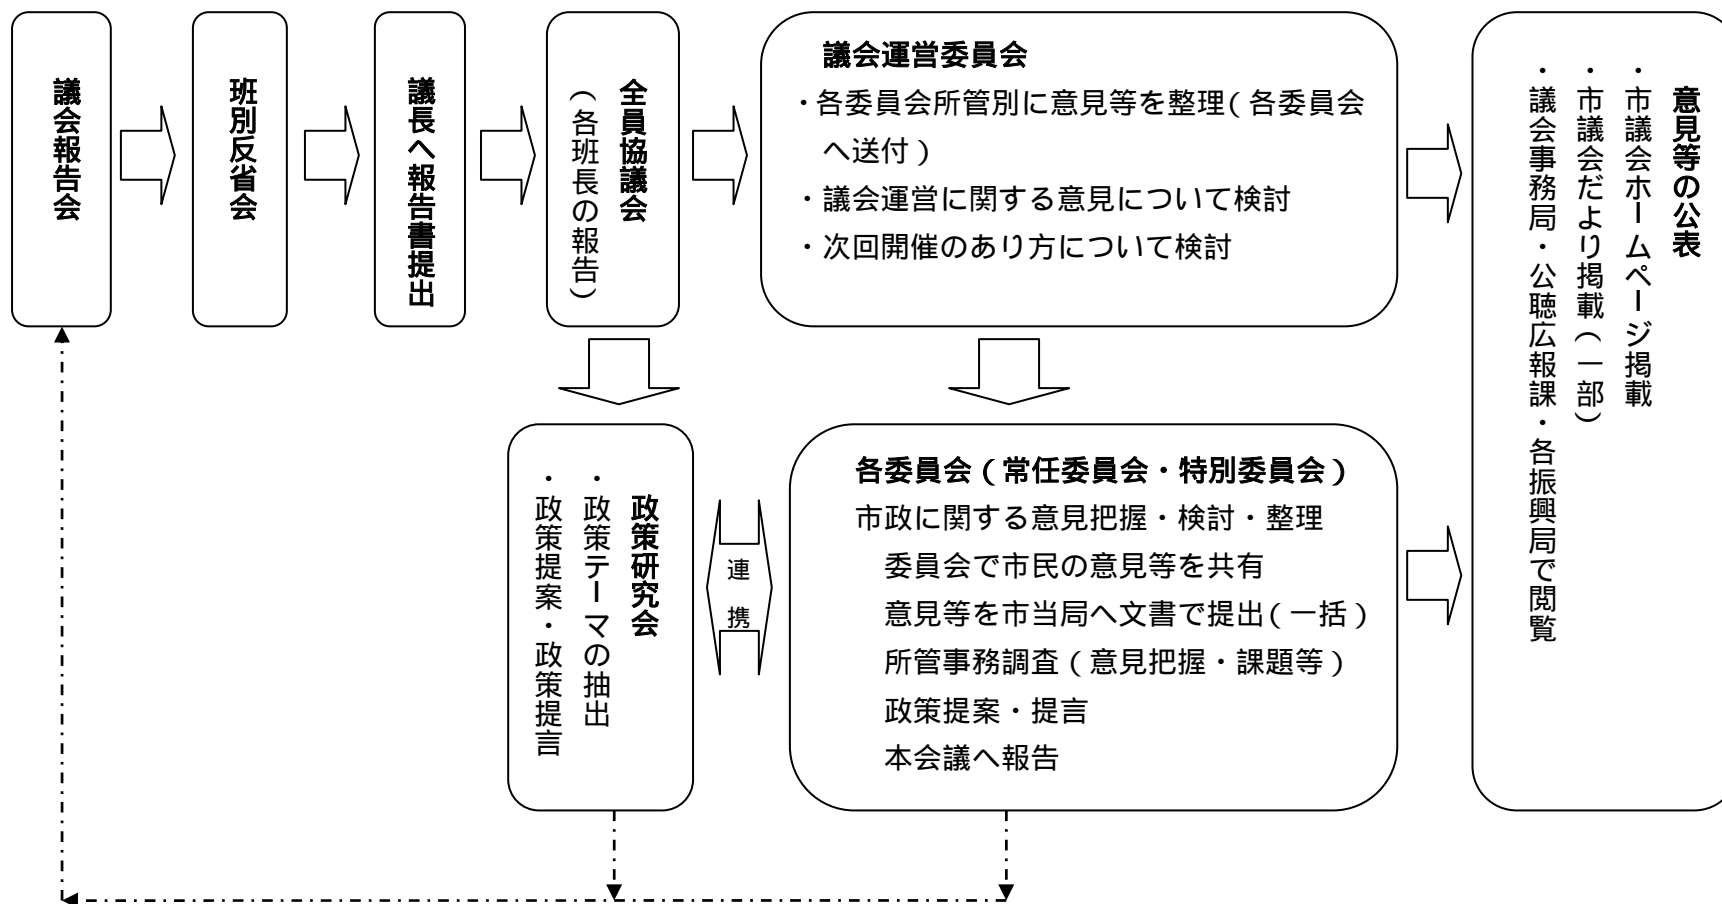 議会報告会
班別反省会
議長へ報告書提出
全員協議会
(各班長の報告)
議会運営委員会
・各委員会所管別に意見等を整理(各委員会
へ送付)
・議会運営に関する意見について検討
・次回開催のあり方について検討
意見等の公表
・市議会ホームページ掲載
・市議会だより掲載(一部)
・議会事務局・公聴広報課・各振興局で閲覧
政策研究会
・政策テーマの抽出
・政策提案・政策提言
連
携
各委員会(常任委員会・特別委員会)
市政に関する意見把握・検討・整理
委員会で市民の意見等を共有
意見等を市当局へ文書で提出(一括)
所管事務調査(意見把握・課題等)
政策提案・提言
本会議へ報告